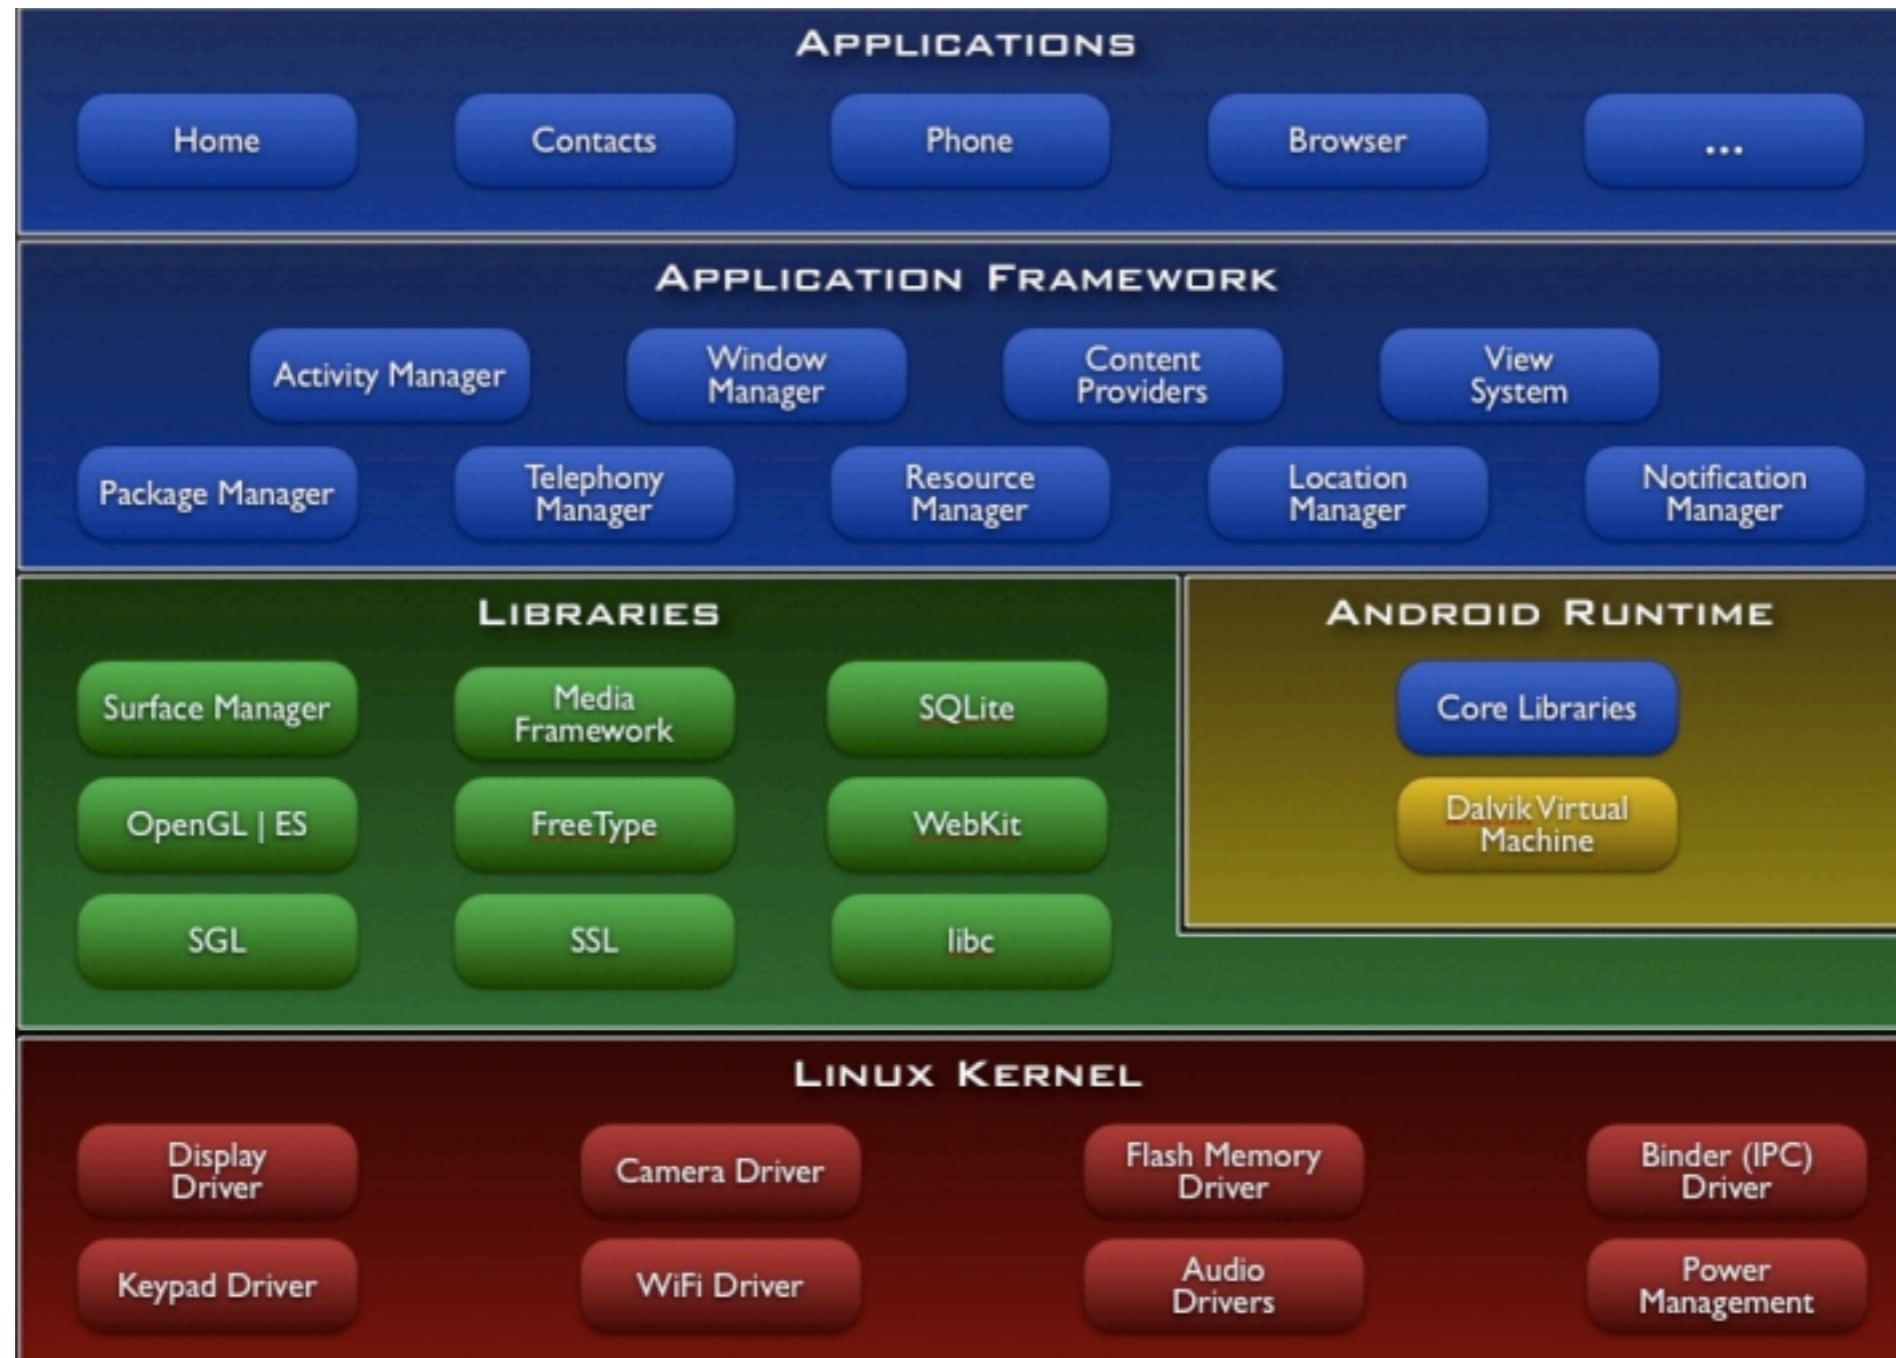 APPLICATIONS
Home
Contacts
Phone
Browser
...
APPLICATION FRAMEWORK
Activity Manager
Window
Manager
Content
Providers
View
System
Package Manager
Telephony
Manager
Resource
Manager
Location
Manager
Notification
Manager
LIBRARIES
Surface Manager
Media
Framework
SQLite
OpenGL | ES
FreeType
WebKit
SGL
SSL
libc
ANDROID RUNTIME
Core Libraries
Dalvik Virtual
Machine
LINUX KERNEL
Display
Driver
Camera Driver
Flash Memory
Driver
Binder (IPC)
Driver
Keypad Driver
WiFi Driver
Audio
Drivers
Power
Management